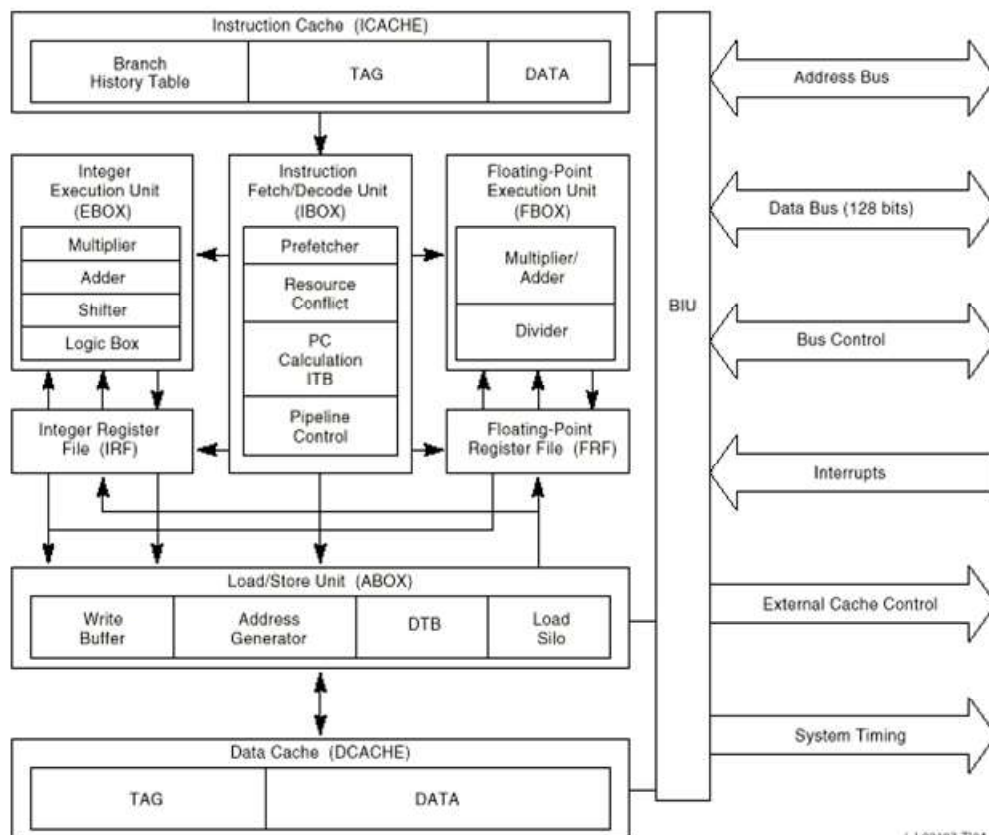 Instruction Cache (ICACHE)
Branch
History Table
TAG
DATA
Integer
Execution Unit
(EBOX)
Multiplier
Adder
Shifter
Logic Box
Instruction
Fetch/Decode Unit
(IBOX)
Prefetcher
Resource
Conflict
PC
Calculation
ITB
Pipeline
Control
Floating-Point
Execution Unit
(FBOX)
Multiplier/
Adder
Divider
Integer Register
File (IRF)
Floating-Point
Register File (FRF)
Load/Store Unit (ABOX)
Write
Buffer
Address
Generator
DTB
Load
Silo
Data Cache (DCACHE)
TAG
DATA
BIU
Address Bus
Data Bus (128 bits)
Bus Control
Interrupts
External Cache Control
System Timing